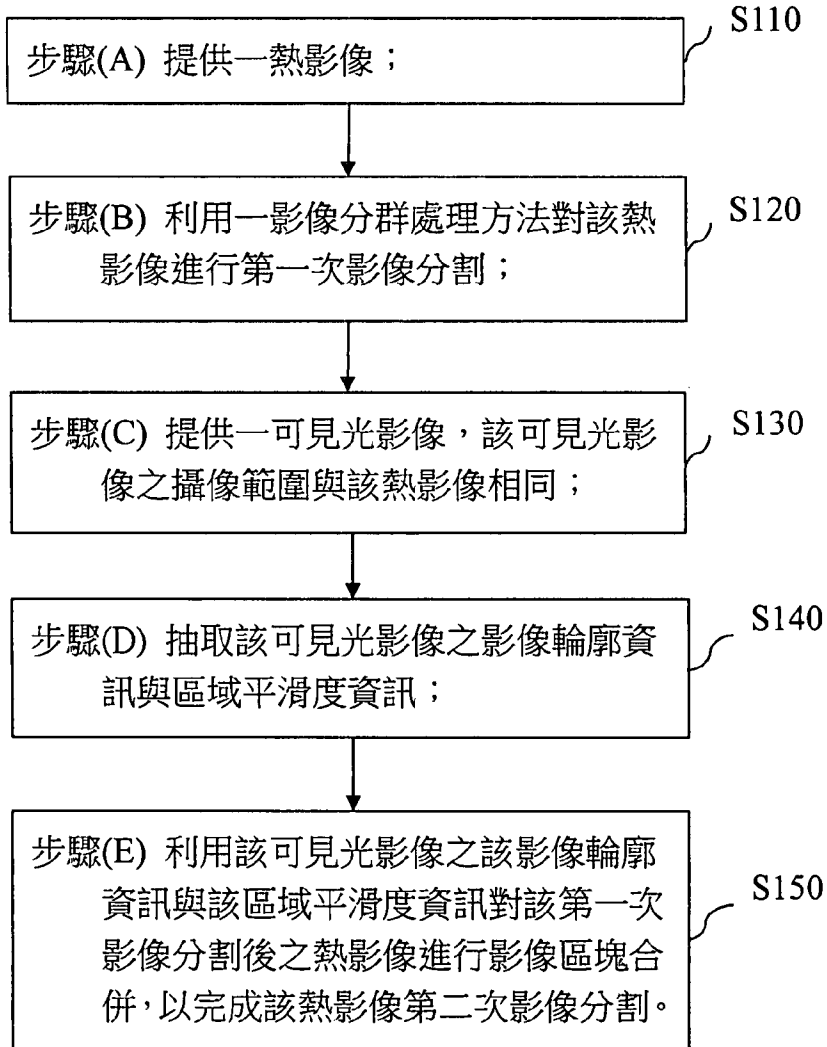 S110
步驟(A) 提供一熱影像；
S120
步驟(B) 利用一影像分群處理方法對該熱
影像進行第一次影像分割；
S130
步驟(C) 提供一可見光影像，該可見光影
像之攝像範圍與該熱影像相同；
S140
步驟(D) 抽取該可見光影像之影像輪廓資
訊與區域平滑度資訊；
S150
步驟(E) 利用該可見光影像之該影像輪廓
資訊與該區域平滑度資訊對該第一次
影像分割後之熱影像進行影像區塊合
併，以完成該熱影像第二次影像分割。